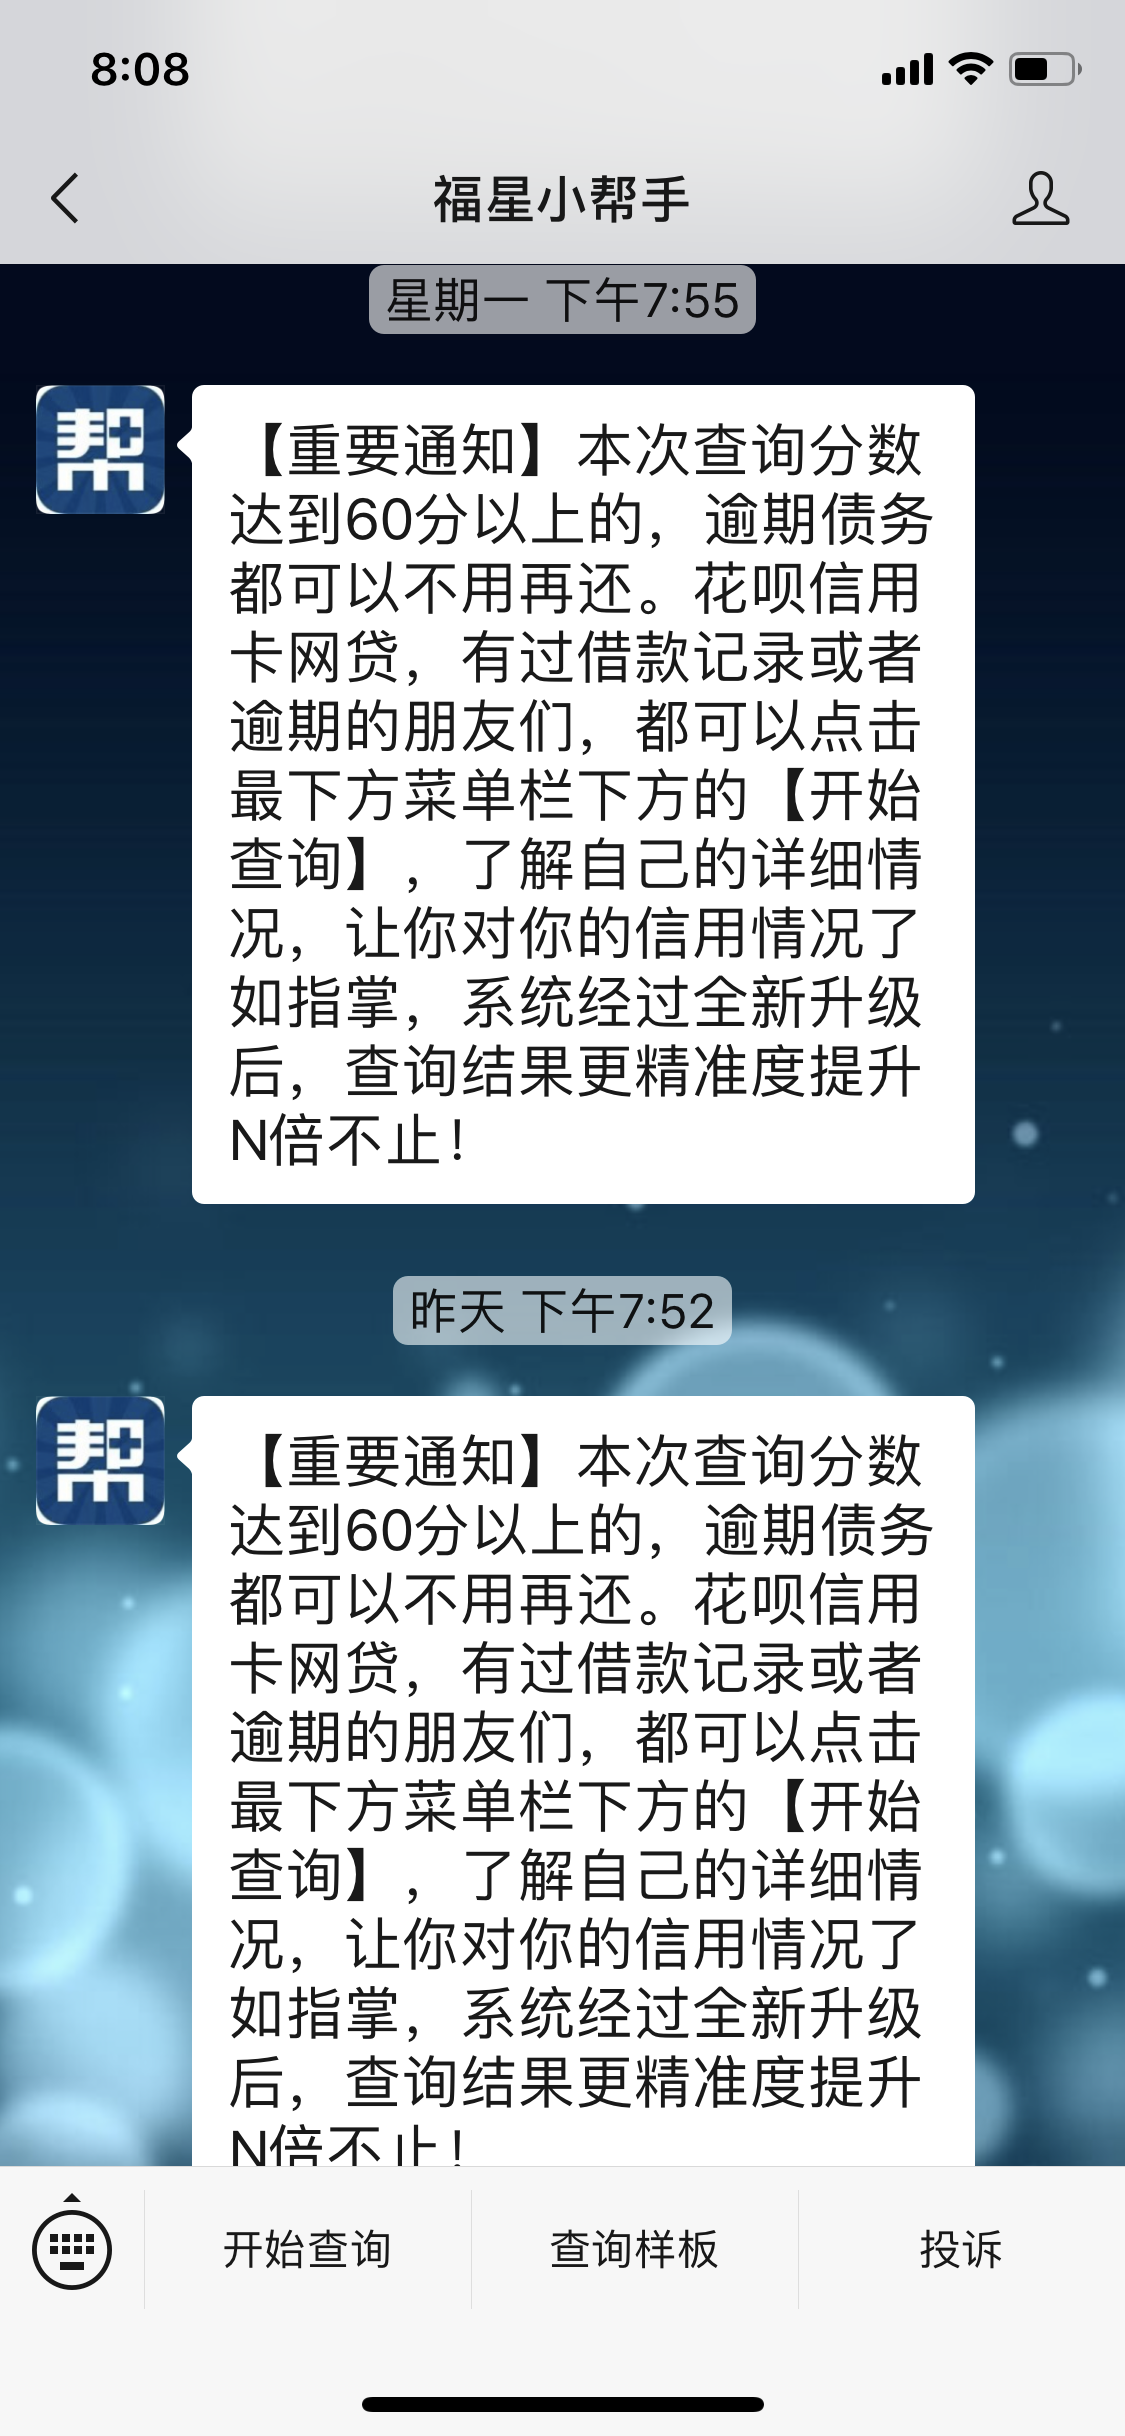 8:08
福星小帮手
星期一 下午7:55
帮
【重要通知】本次查询分数
达到60分以上的，逾期债务
都可以不用再还。花呗信用
卡网贷，有过借款记录或者
逾期的朋友们，都可以点击
最下方菜单栏下方的【开始
查询】，了解自己的详细情
况，让你对你的信用情况了
如指掌，系统经过全新升级
后，查询结果更精准度提升
N倍不止！
昨天 下午7:52
帮
【重要通知】本次查询分数
达到60分以上的，逾期债务
都可以不用再还。花呗信用
卡网贷，有过借款记录或者
逾期的朋友们，都可以点击
最下方菜单栏下方的【开始
查询】，了解自己的详细情
况，让你对你的信用情况了
如指掌，系统经过全新升级
后，查询结果更精准度提升
N倍不止！
开始查询
查询样板
投诉